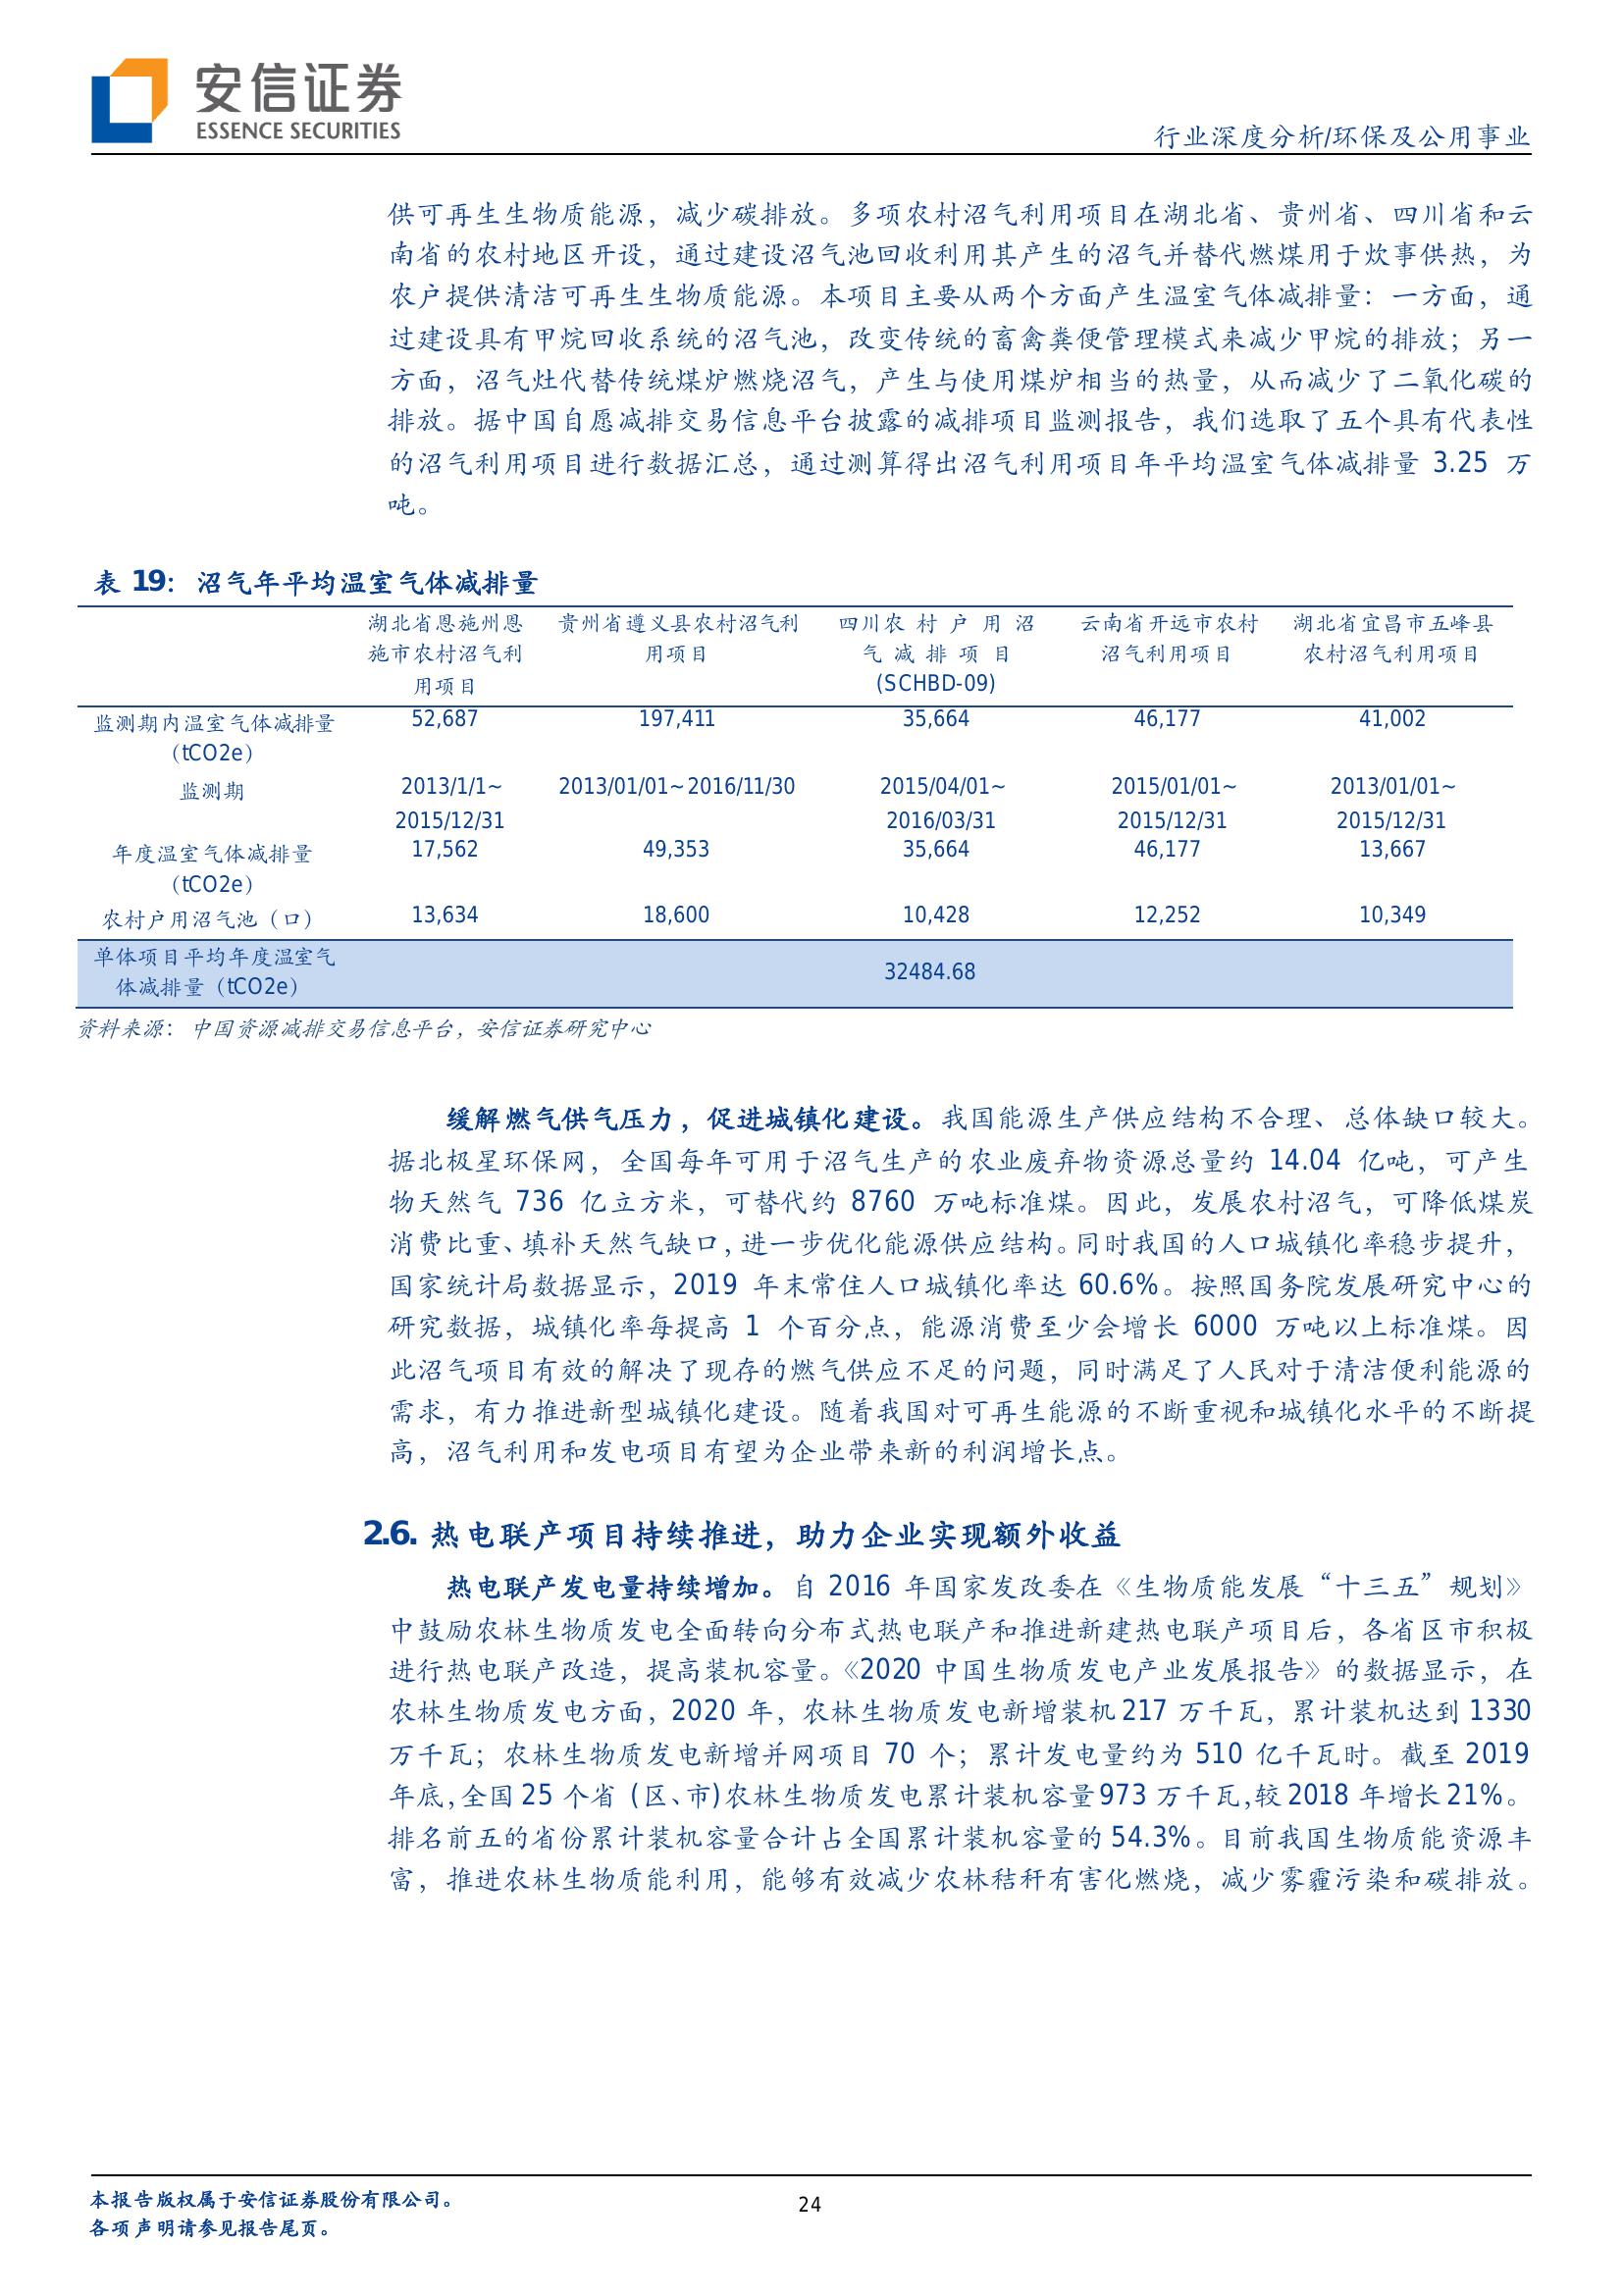 安信证券
ESSENCE SECURITIES
行业深度分析/环保及公用事业
供可再生生物质能源，减少碳排放。多项农村沼气利用项目在湖北省、贵州省、四川省和云
南省的农村地区开设，通过建设沼气池回收利用其产生的沼气并替代燃煤用于炊事供热，为
农户提供清洁可再生生物质能源。本项目主要从两个方面产生温室气体减排量：一方面，通
过建设具有甲烷回收系统的沼气池，改变传统的畜禽粪便管理模式来减少甲烷的排放；另一
方面，沼气灶代替传统煤炉燃烧沼气，产生与使用煤炉相当的热量，从而减少了二氧化碳的
排放。据中国自愿减排交易信息平台披露的减排项目监测报告，我们选取了五个具有代表性
的沼气利用项目进行数据汇总，通过测算得出沼气利用项目年平均温室气体减排量 3.25 万
吨。
表 19：沼气年平均温室气体减排量
湖北省恩施州恩 贵州省遵义县农村沼气利 四川农 村 户 用 沼 云南省开远市农村 湖北省宜昌市五峰县
施市农村沼气利 用项目 气 减 排 项 目 沼气利用项目 农村沼气利用项目
用项目 (SCHBD-09)
监测期内温室气体减排量 52,687 197,411 35,664 46,177 41,002
（tCO2e）
监测期 2013/1/1~ 2013/01/01~2016/11/30 2015/04/01~ 2015/01/01~ 2013/01/01~
2015/12/31 2016/03/31 2015/12/31 2015/12/31
年度温室气体减排量 17,562 49,353 35,664 46,177 13,667
（tCO2e）
农村户用沼气池（口） 13,634 18,600 10,428 12,252 10,349
单体项目平均年度温室气 32484.68
体减排量（tCO2e）
资料来源：中国资源减排交易信息平台，安信证券研究中心
缓解燃气供气压力，促进城镇化建设。我国能源生产供应结构不合理、总体缺口较大。
据北极星环保网，全国每年可用于沼气生产的农业废弃物资源总量约 14.04 亿吨，可产生
物天然气 736 亿立方米，可替代约 8760 万吨标准煤。因此，发展农村沼气，可降低煤炭
消费比重、填补天然气缺口，进一步优化能源供应结构。同时我国的人口城镇化率稳步提升，
国家统计局数据显示，2019 年末常住人口城镇化率达 60.6%。按照国务院发展研究中心的
研究数据，城镇化率每提高 1 个百分点，能源消费至少会增长 6000 万吨以上标准煤。因
此沼气项目有效的解决了现存的燃气供应不足的问题，同时满足了人民对于清洁便利能源的
需求，有力推进新型城镇化建设。随着我国对可再生能源的不断重视和城镇化水平的不断提
高，沼气利用和发电项目有望为企业带来新的利润增长点。
2.6. 热电联产项目持续推进，助力企业实现额外收益
热电联产发电量持续增加。自 2016 年国家发改委在《生物质能发展“十三五”规划》
中鼓励农林生物质发电全面转向分布式热电联产和推进新建热电联产项目后，各省区市积极
进行热电联产改造，提高装机容量。《2020 中国生物质发电产业发展报告》的数据显示，在
农林生物质发电方面，2020 年，农林生物质发电新增装机 217 万千瓦，累计装机达到 1330
万千瓦；农林生物质发电新增并网项目 70 个；累计发电量约为 510 亿千瓦时。截至 2019
年底，全国 25 个省 (区、市)农林生物质发电累计装机容量 973 万千瓦，较 2018 年增长 21%。
排名前五的省份累计装机容量合计占全国累计装机容量的 54.3%。目前我国生物质能资源丰
富，推进农林生物质能利用，能够有效减少农林秸秆有害化燃烧，减少雾霾污染和碳排放。
本报告版权属于安信证券股份有限公司。
24
各项声明请参见报告尾页。